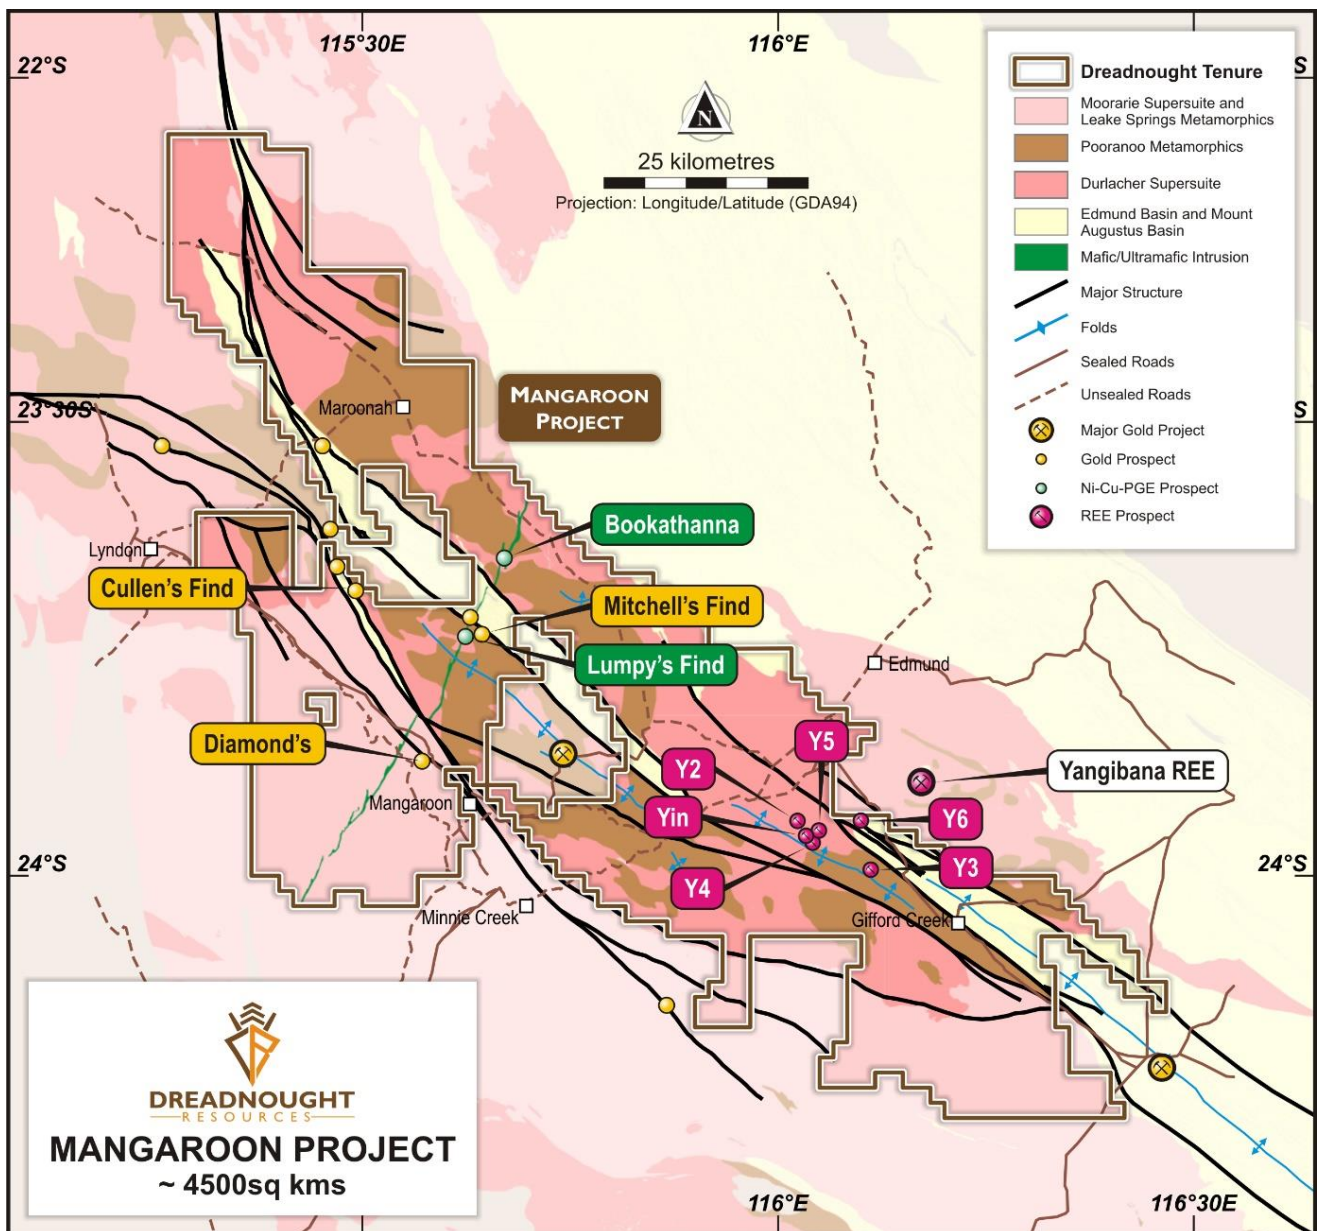 115°30E
116°E
22°S
S
N
25 kilometres
Projection: Longitude/Latitude (GDA94)
Dreadnought Tenure
Moorarie Supersuite and
Leake Springs Metamorphics
Pooranoo Metamorphics
Durlacher Supersuite
Edmund Basin and Mount
Augustus Basin
Mafic/Ultramafic Intrusion
Major Structure
Folds
Sealed Roads
Unsealed Roads
Major Gold Project
Gold Prospect
Ni-Cu-PGE Prospect
REE Prospect
23°30S
S
Maroonah
MANGAROON
PROJECT
Bookathanna
Lyndon
Cullen's Find
Mitchell's Find
Lumpy's Find
Edmund
Diamond's
Y5
Y2
Yangibana REE
Mangaroon
Yin
Y6
24°S
Y4
Y3
24°S
Minnie Creek
Gifford Creek
DREADNOUGHT
RESOURCES
MANGAROON PROJECT
~ 4500sq kms
116°E
116°30E